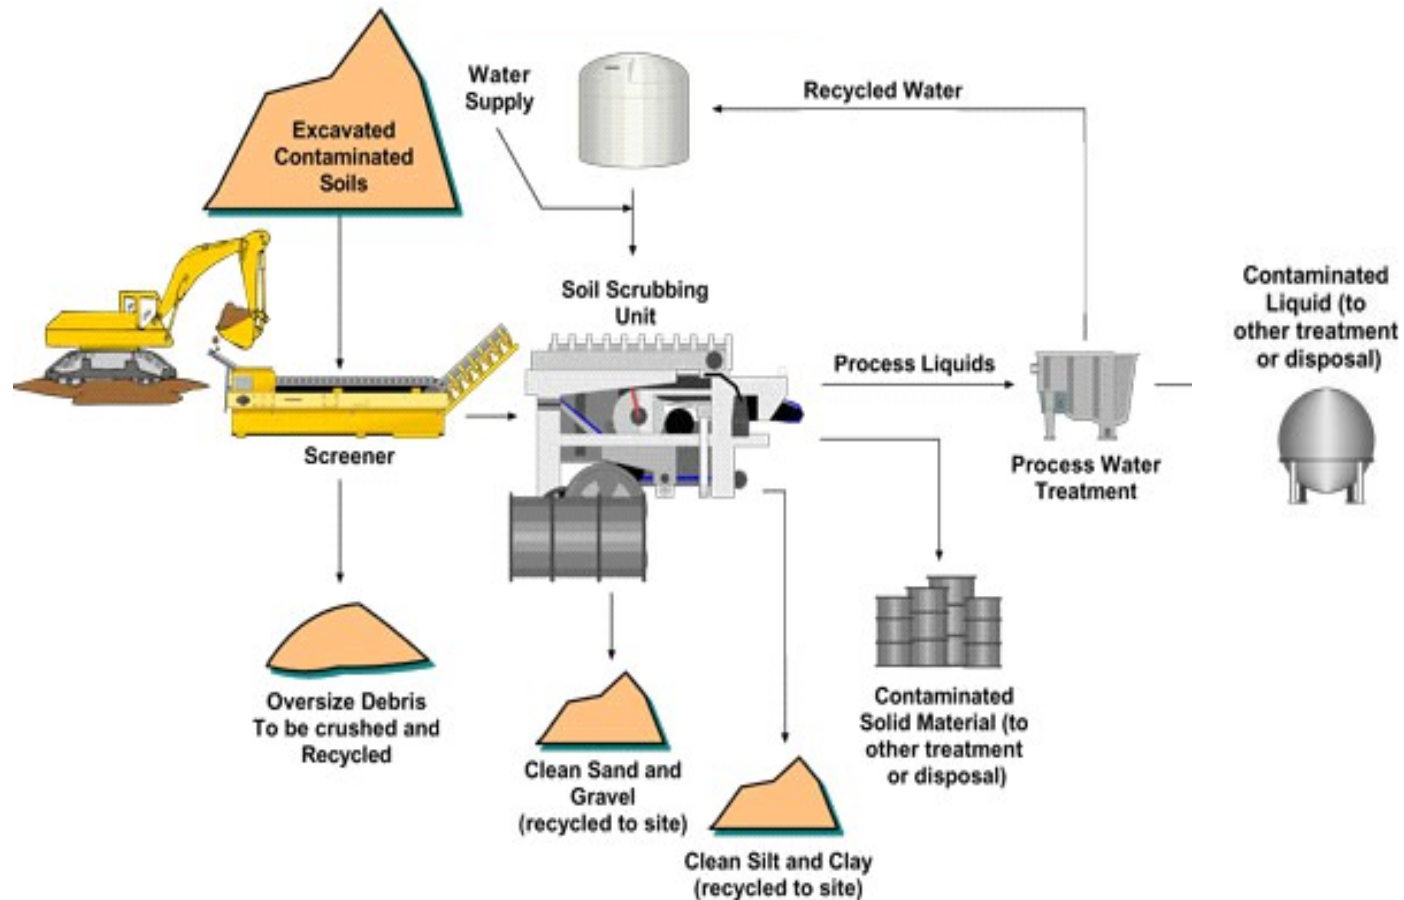 Excavated
Contaminated
Soils
Water
Supply
Recycled Water
Soil Scrubbing
Unit
Process Liquids
Contaminated
Liquid (to
other treatment
or disposal)
Screener
Process Water
Treatment
Oversize Debris
To be crushed and
Recycled
Clean Sand and
Gravel
(recycled to site)
Contaminated
Solid Material (to
other treatment
or disposal)
Clean Silt and Clay
(recycled to site)